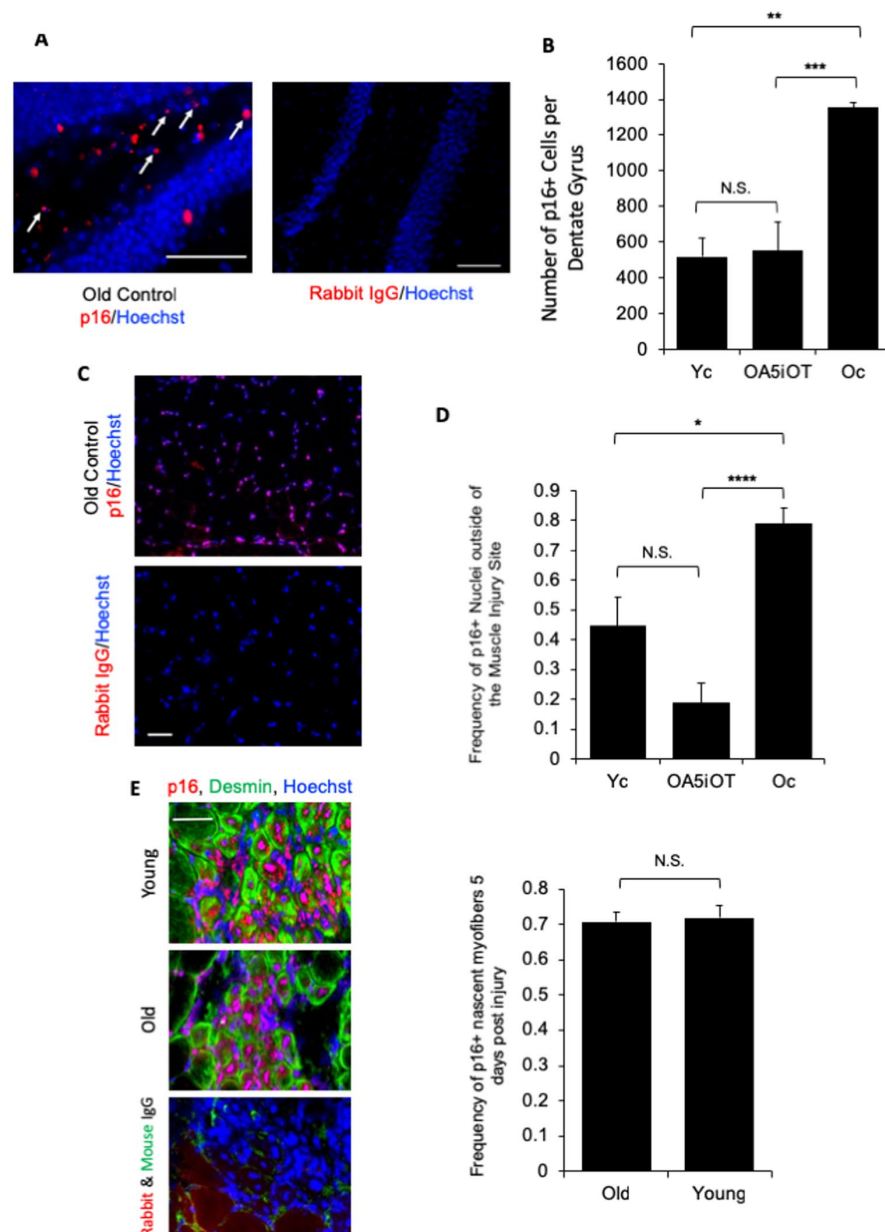 A
Old Control
p16/Hoechst
Rabbit IgG/Hoechst
B
**
***
N.S.
Number of p16+ Cells per
Dentate Gyrus
1600
1400
1200
1000
800
600
400
200
0
Yc OA5iOT Oc
C
Old Control
p16/Hoechst
Rabbit IgG/Hoechst
D
*
****
N.S.
Frequency of p16+ Nuclei outside of
the Muscle Injury Site
0.9
0.8
0.7
0.6
0.5
0.4
0.3
0.2
0.1
0
Yc OA5iOT Oc
E p16, Desmin, Hoechst
Young
Old
Rabbit & Mouse IgG
N.S.
Frequency of p16+ nascent myofibers 5
days post injury
0.8
0.7
0.6
0.5
0.4
0.3
0.2
0.1
0
Old Young